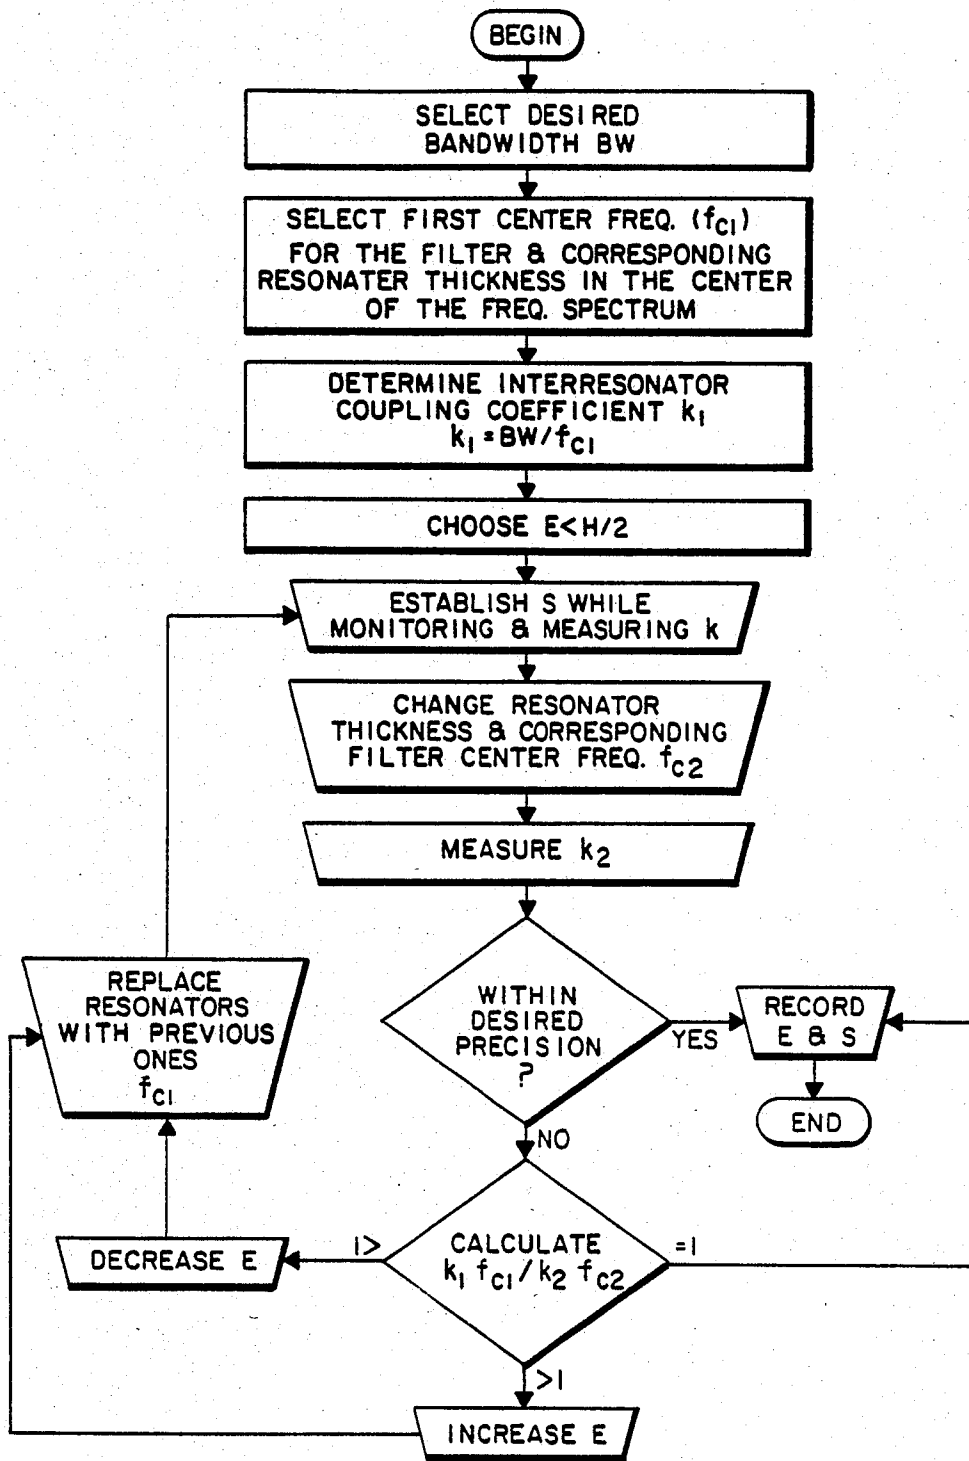 BEGIN
SELECT DESIRED
BANDWIDTH BW
SELECT FIRST CENTER FREQ. (fC1)
FOR THE FILTER & CORRESPONDING
RESONATER THICKNESS IN THE CENTER
OF THE FREQ. SPECTRUM
DETERMINE INTERRESONATOR
COUPLING COEFFICIENT k1
k1 = BW/fC1
CHOOSE E<H/2
ESTABLISH S WHILE
MONITORING & MEASURING k
CHANGE RESONATOR
THICKNESS & CORRESPONDING
FILTER CENTER FREQ. fC2
MEASURE k2
WITHIN
DESIRED
PRECISION
?
YES
RECORD
E & S
END
NO
REPLACE
RESONATORS
WITH PREVIOUS
ONES
fC1
CALCULATE
k1 fC1/k2 fC2
=1
1>
DECREASE E
>1
INCREASE E